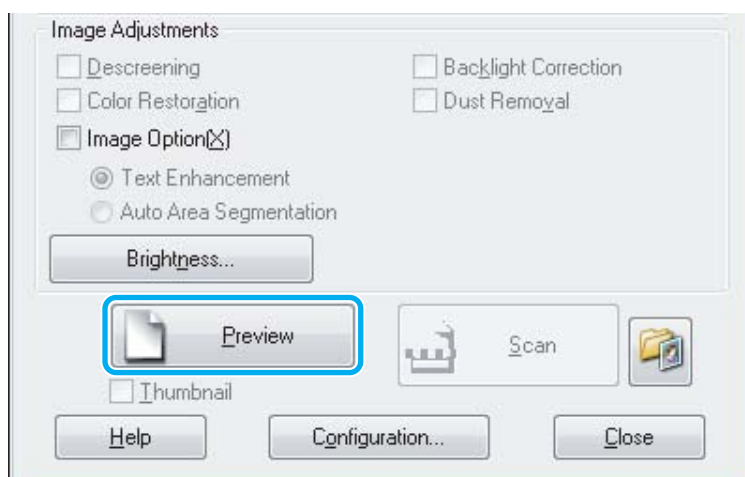 Image Adjustments
Descreening Backlight Correction
Color Restoration Dust Removal
Image Option(X)
Text Enhancement
Auto Area Segmentation
Brightness...
Preview Scan
Thumbnail
Help Configuration... Close